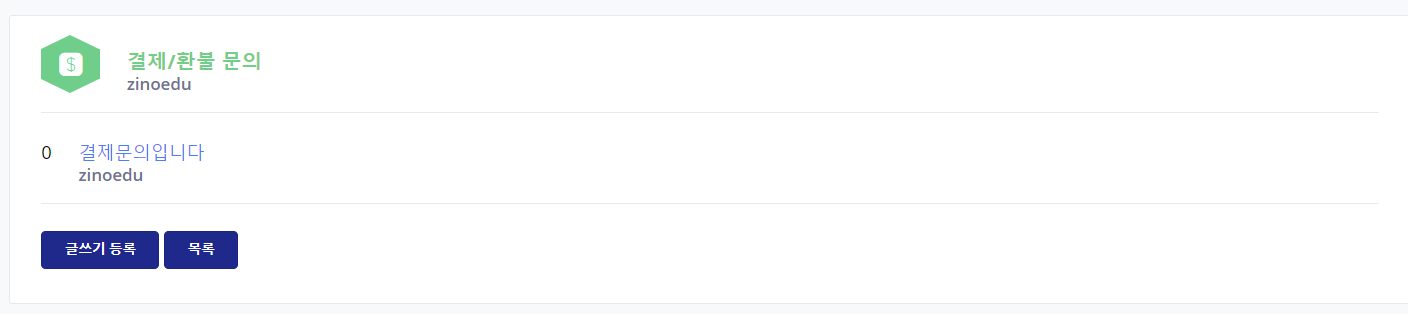 $
결제/환불 문의
zinoedu
0 결제문의입니다
zinoedu
글쓰기 등록 목록